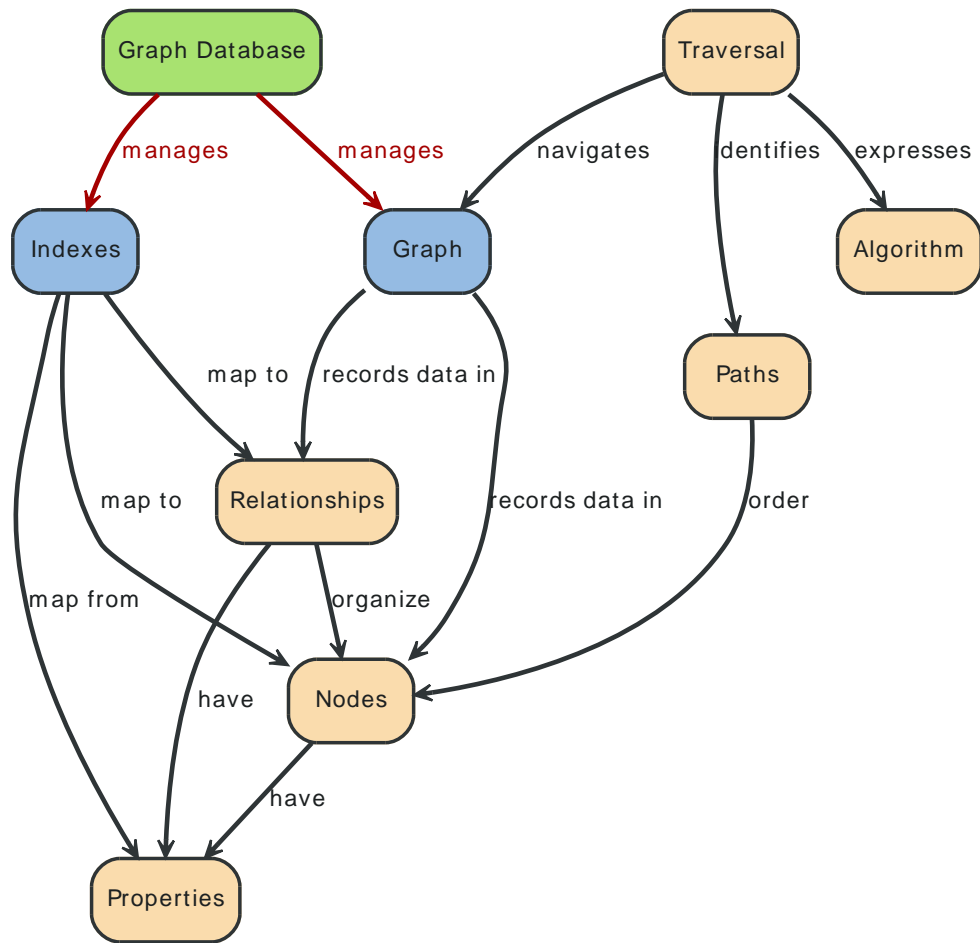 Graph Database
Traversal
manages
manages
navigates
identifies
expresses
Indexes
Graph
Algorithm
map to
records data in
Paths
map to
Relationships
records data in
order
map from
organize
have
Nodes
have
Properties